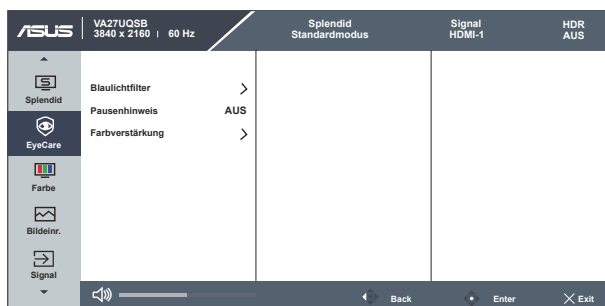 ASUS
VA27UQSB
3840 x 2160 | 60 Hz
Splendid
Standardmodus
Signal
HDMI-1
HDR
AUS
Splendid
EyeCare
Farbe
Bildeinr.
Signal
Blaulichtfilter
Pausenhinweis AUS
Farbverstärkung
Back
Enter
Exit